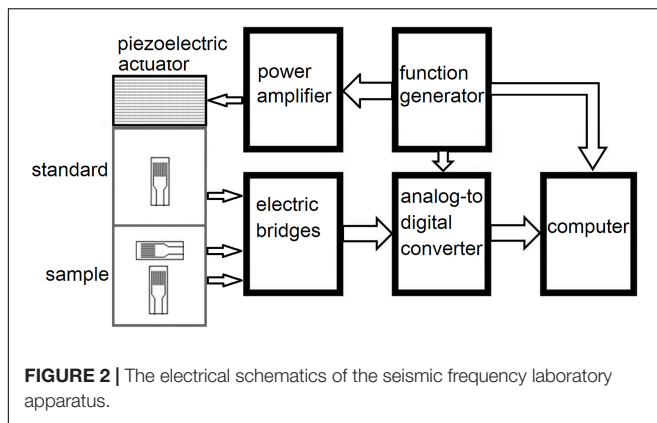 piezoelectric
actuator
power
amplifier
function
generator
standard
electric
bridges
analog-to
digital
converter
computer
sample
FIGURE 2 | The electrical schematics of the seismic frequency laboratory
apparatus.